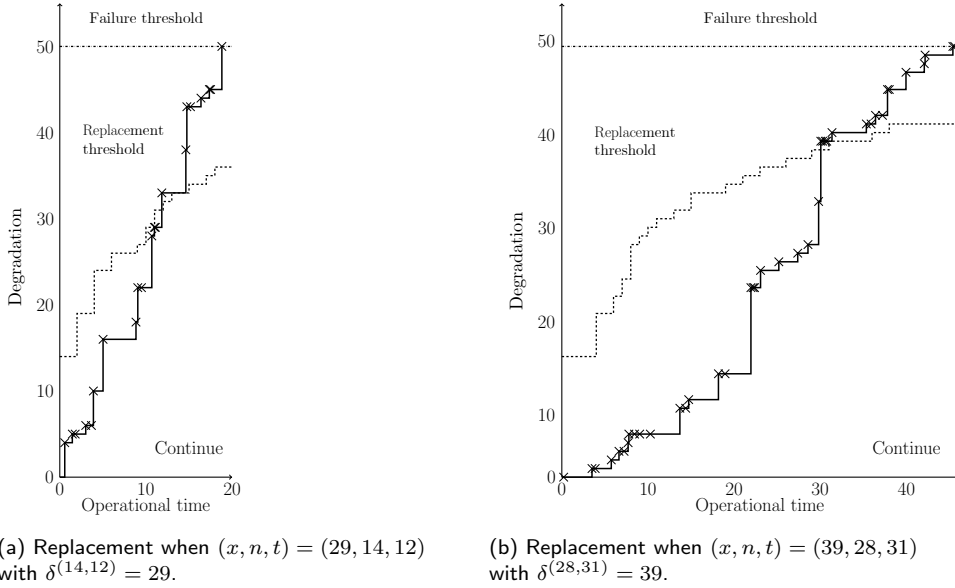 Failure threshold
50
40
Replacement
threshold
30
20
10
0
Degradation
Continue
0 10 20
Operational time
(a) Replacement when (x, n, t) = (29, 14, 12)
with δ^(14,12) = 29.
Failure threshold
50
40
Replacement
threshold
30
20
10
0
Degradation
Continue
0 10 20 30 40
Operational time
(b) Replacement when (x, n, t) = (39, 28, 31)
with δ^(28,31) = 39.